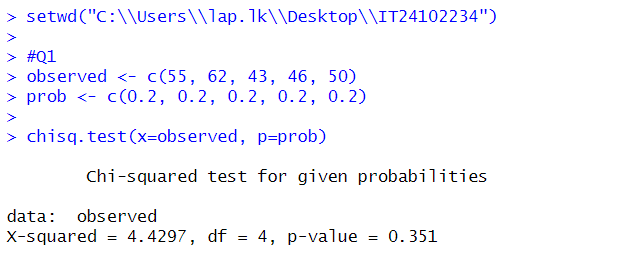 > setwd("C:\\Users\\lap.lk\\Desktop\\IT24102234")
>
> #Q1
> observed <- c(55, 62, 43, 46, 50)
> prob <- c(0.2, 0.2, 0.2, 0.2, 0.2)
>
> chisq.test(x=observed, p=prob)
Chi-squared test for given probabilities
data:  observed
X-squared = 4.4297, df = 4, p-value = 0.351